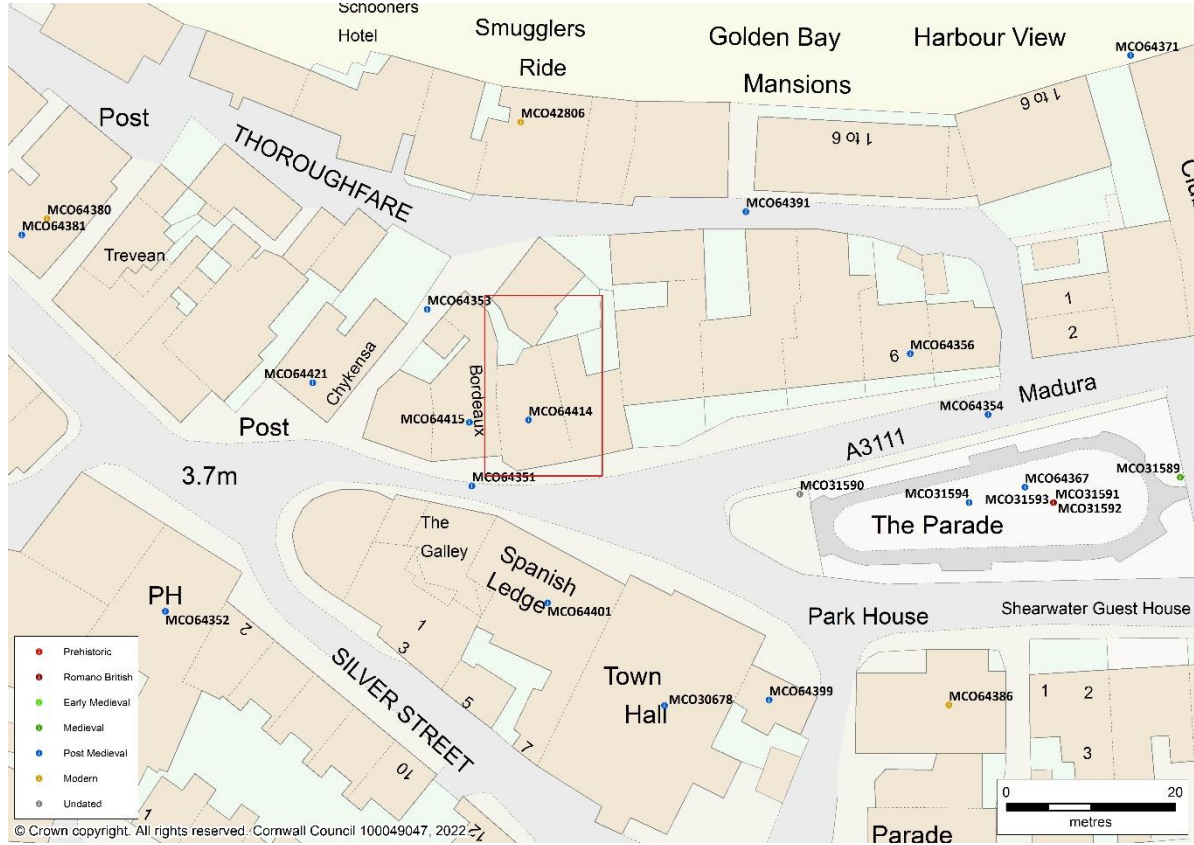 Schooners
Hotel
Smugglers
Ride
Golden Bay
Mansions
Harbour View
MCO64371
Post
THOROUGHFARE
MCO42806
1 to 6
1 to 6
MCO64380
MCO64381
MCO64391
Trevean
MCO64353
1
2
6
MCO64356
MCO64421
Chykensa
Bordeaux
MCO64414
MCO64415
Madura
MCO64354
Post
A3111
3.7m
MCO64351
MCO31589
MCO31590
MCO64367
MCO31594
MCO31593
MCO31591
MCO31592
The Parade
The
Galley
Spanish
Ledge
MCO64401
PH
MCO64352
Park House
Shearwater Guest House
2
1
3
5
7
10
12
1
SILVER STREET
Town
Hall
MCO30678
MCO64399
MCO64386
1
2
3
Parade
Prehistoric
Romano British
Early Medieval
Medieval
Post Medieval
Modern
Undated
0
20
metres
© Crown copyright. All rights reserved. Cornwall Council 100049047, 2022